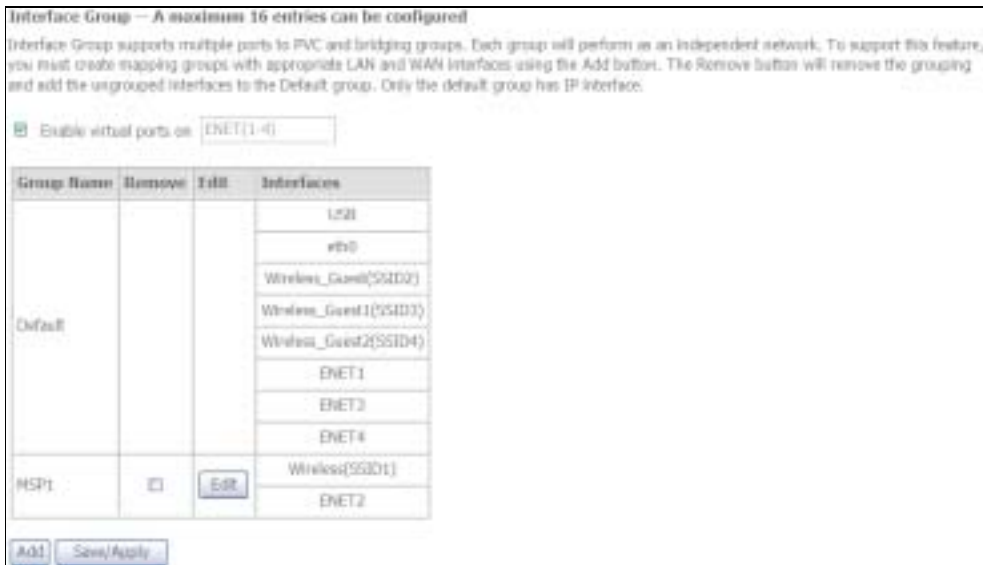 Interface Group -- A maximum 16 entries can be configured
Interface Group supports multiple ports to PVC and bridging groups. Each group will perform as an independent network. To support this feature,
you must create mapping groups with appropriate LAN and WAN interfaces using the Add button. The Remove button will remove the grouping
and add the ungrouped interfaces to the Default group. Only the default group has IP interface.
Enable virtual ports on ENET(1-4)
Group Name Remove Edit Interfaces
Default
USB
eth0
Wireless_Guest(SSID2)
Wireless_Guest1(SSID3)
Wireless_Guest2(SSID4)
ENET1
ENET3
ENET4
MSP1 Edit
Wireless(SSID1)
ENET2
Add Save/Apply